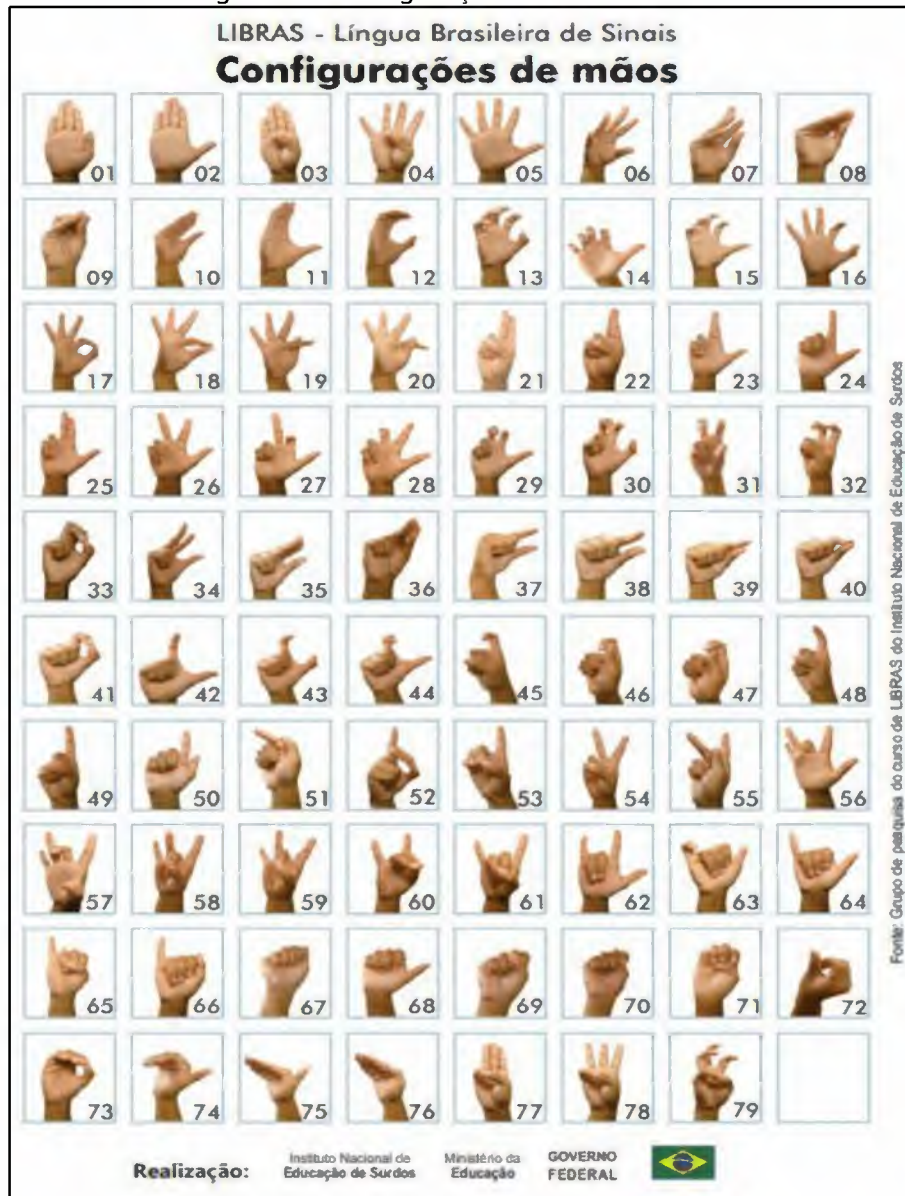 LIBRAS - Língua Brasileira de Sinais
Configurações de mãos
01 02 03 04 05 06 07 08
09 10 11 12 13 14 15 16
17 18 19 20 21 22 23 24
25 26 27 28 29 30 31 32
33 34 35 36 37 38 39 40
41 42 43 44 45 46 47 48
49 50 51 52 53 54 55 56
57 58 59 60 61 62 63 64
65 66 67 68 69 70 71 72
73 74 75 76 77 78 79
Fonte: Grupo de pesquisa do curso de LIBRAS do Instituto Nacional de Educação de Surdos
Realização:
Instituto Nacional de
Educação de Surdos
Ministério da
Educação
GOVERNO
FEDERAL